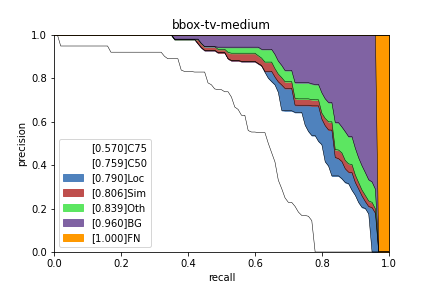 bbox-tv-medium
1.0
0.8
0.6
0.4
0.2
0.0
precision
[0.570]C75
[0.759]C50
[0.790]Loc
[0.806]Sim
[0.839]Oth
[0.960]BG
[1.000]FN
0.0 0.2 0.4 0.6 0.8 1.0
recall